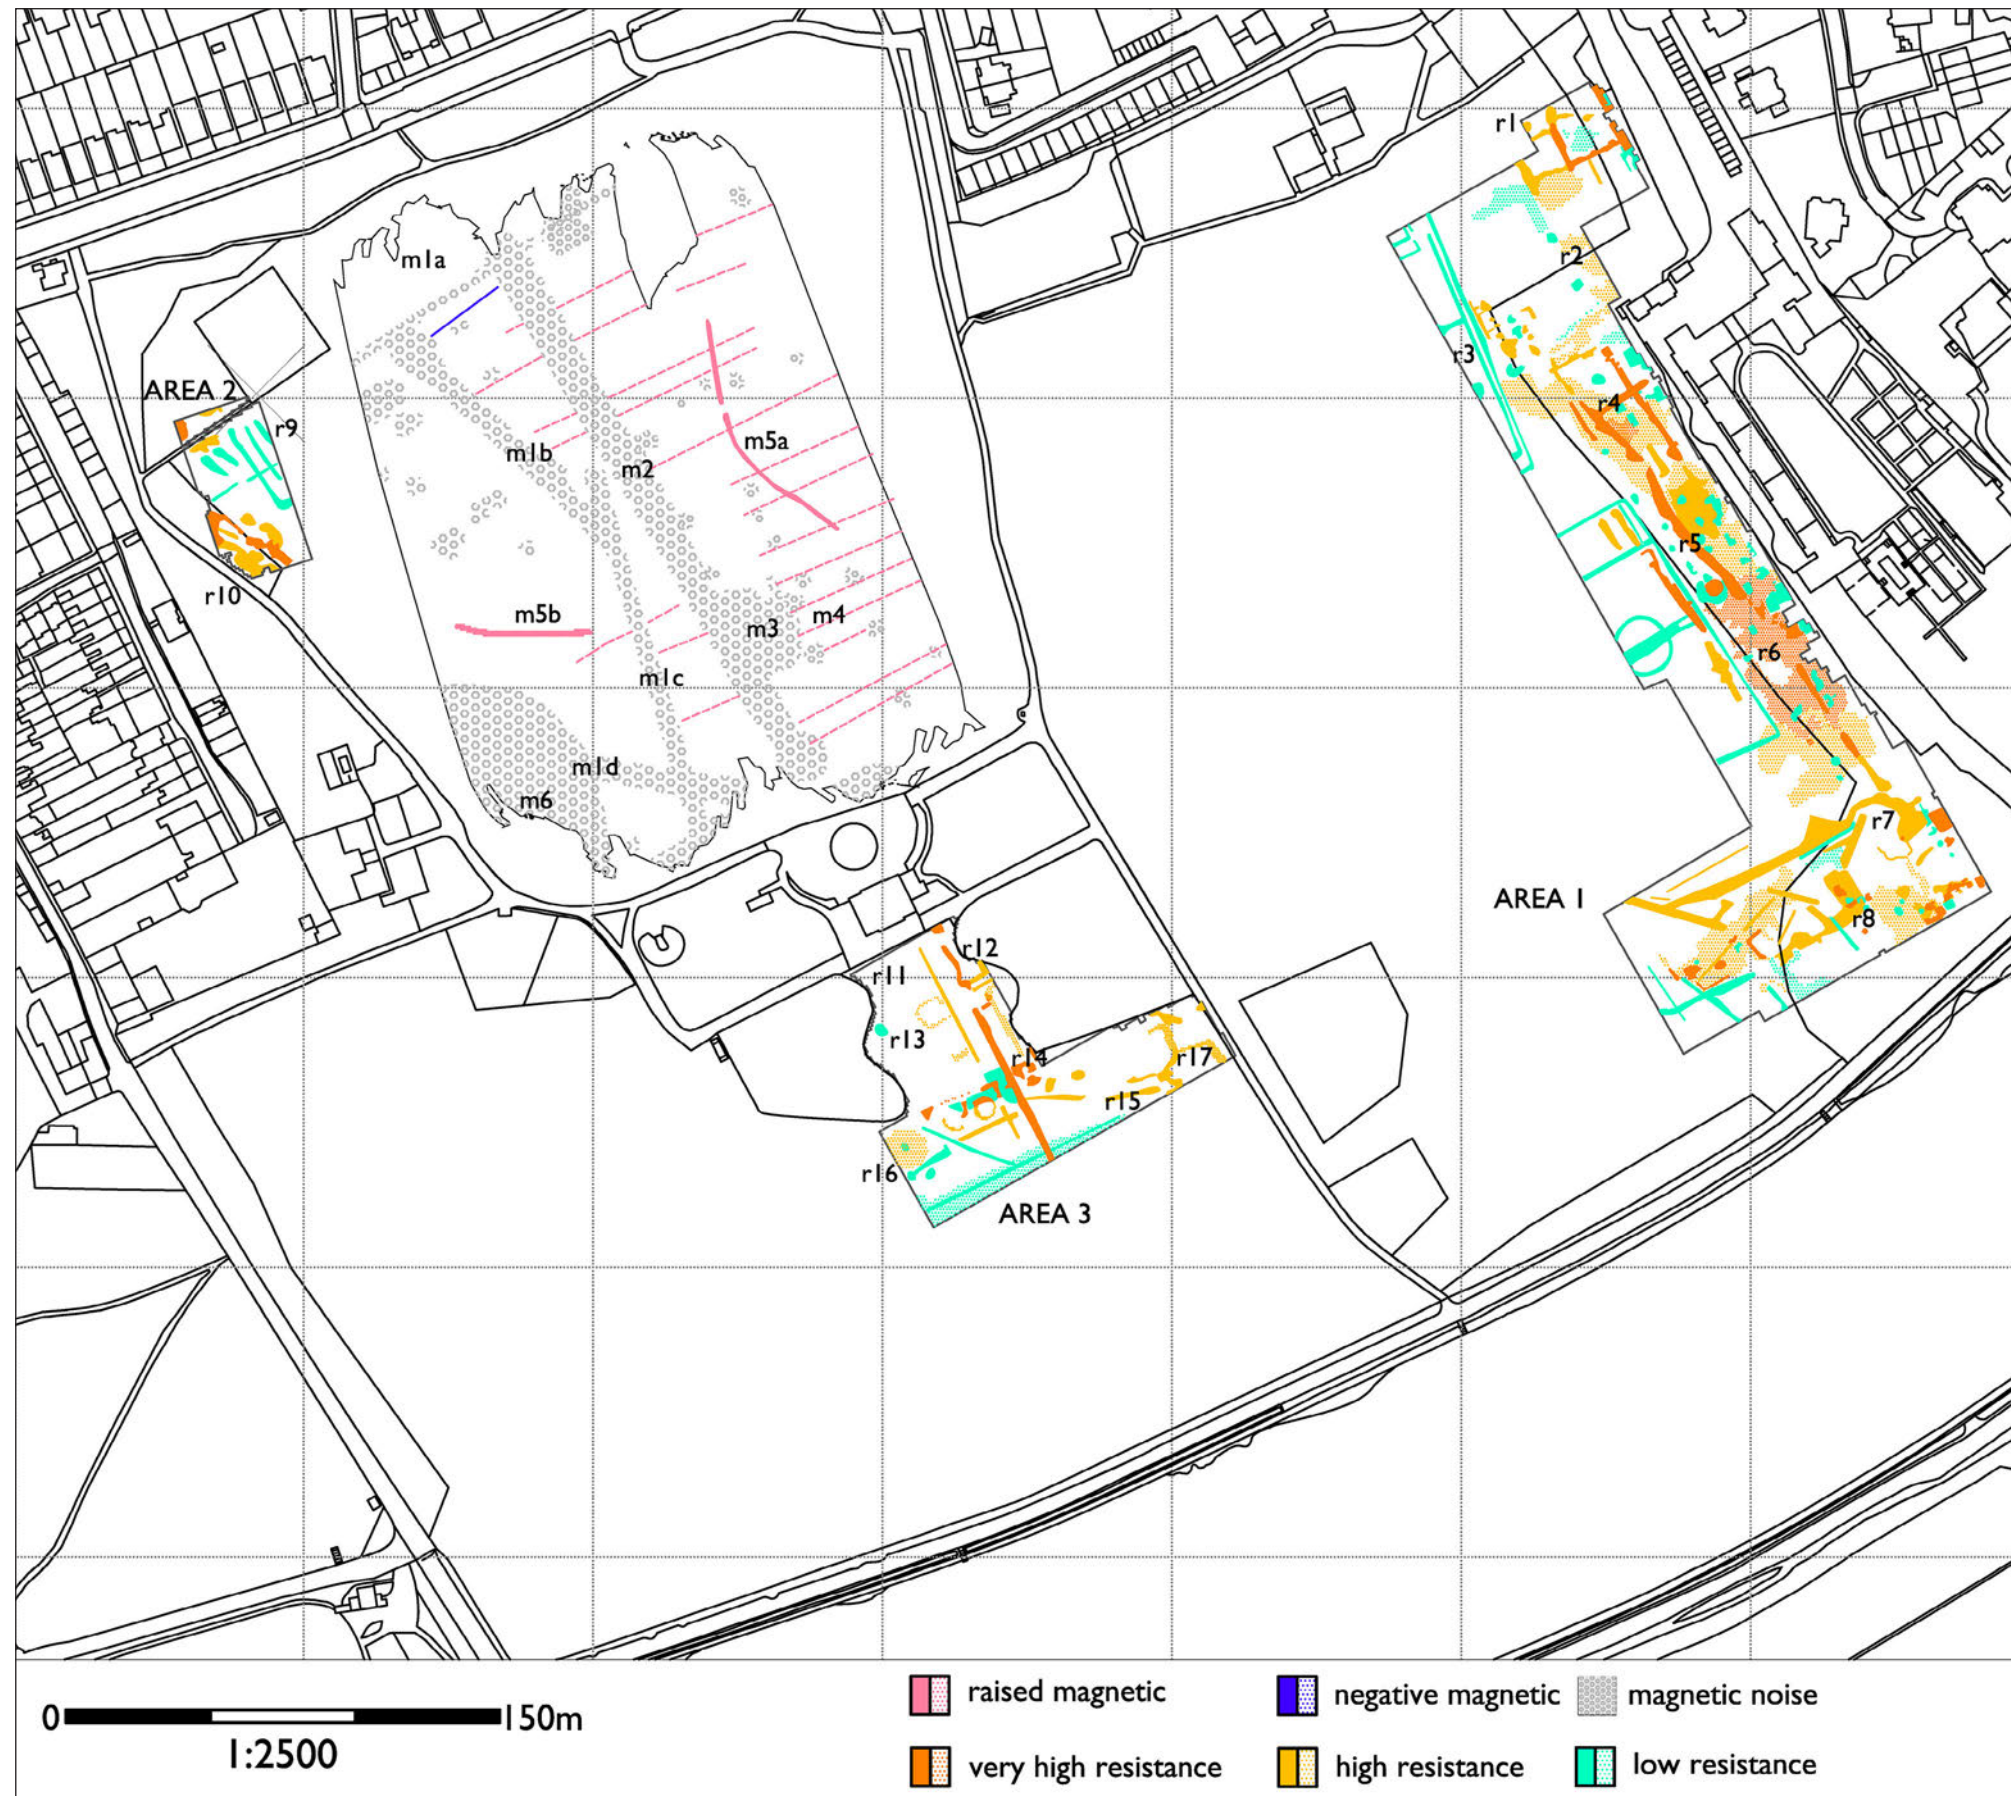 r1
m1a
r2
r3
AREA 2
r9
r4
m5a
m1b
m2
r5
r10
m5b
m3
m4
r6
m1c
m1d
m6
r7
AREA 1
r8
r12
r11
r13
r14
r17
r15
r16
AREA 3
raised magnetic
negative magnetic
magnetic noise
0 150m
1:2500
very high resistance
high resistance
low resistance